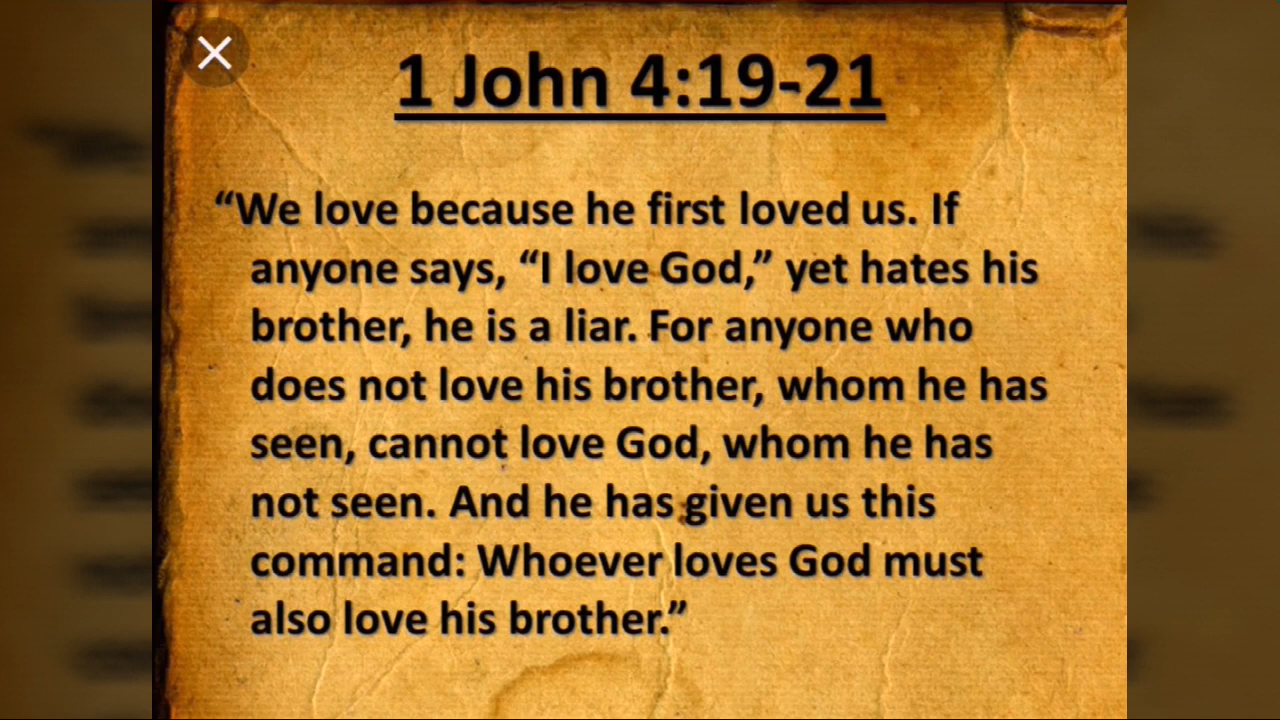 1 John 4:19-21
“We love because he first loved us. If
anyone says, “I love God,” yet hates his
brother, he is a liar. For anyone who
does not love his brother, whom he has
seen, cannot love God, whom he has
not seen. And he has given us this
command: Whoever loves God must
also love his brother.”